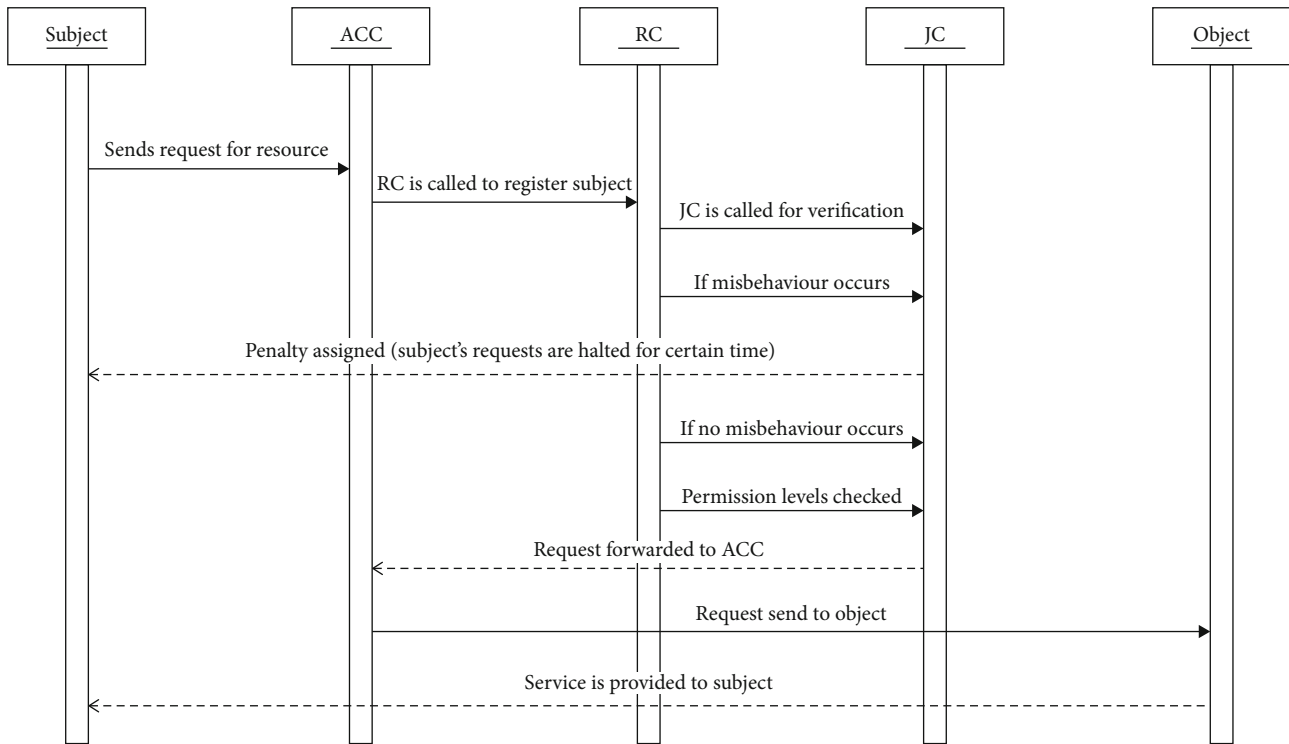 Subject
ACC
RC
JC
Object
Sends request for resource
RC is called to register subject
JC is called for verification
If misbehaviour occurs
Penalty assigned (subject's requests are halted for certain time)
If no misbehaviour occurs
Permission levels checked
Request forwarded to ACC
Request send to object
Service is provided to subject